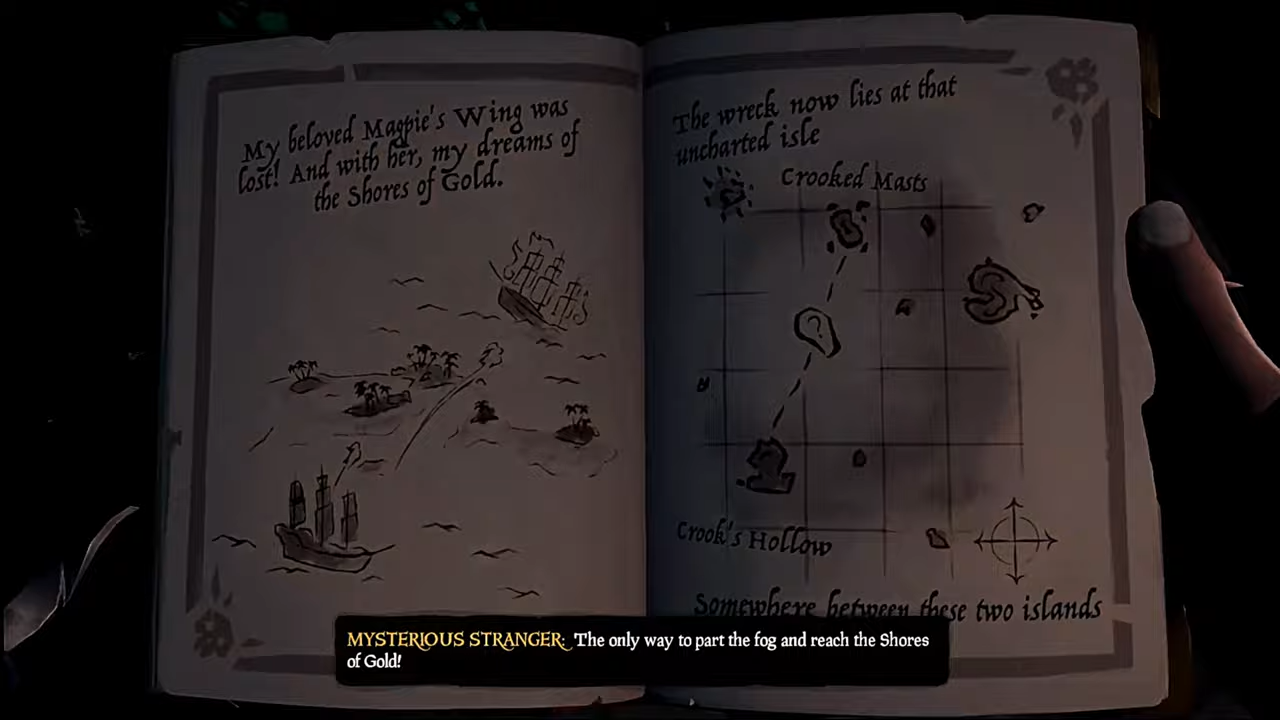 My beloved Magpie's Wing was
lost! And with her, my dreams of
the Shores of Gold.
The wreck now lies at that
uncharted isle
Crooked Masts
?
Crook's Hollow
Somewhere between these two islands
MYSTERIOUS STRANGER: The only way to part the fog and reach the Shores
of Gold!